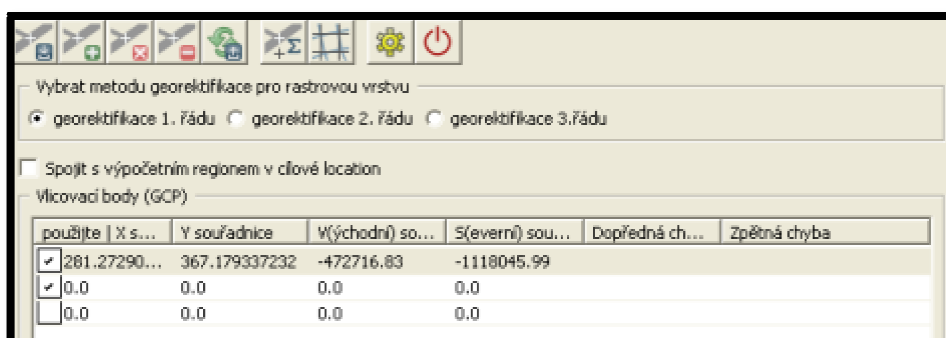 Vybrat metodu georektifikace pro rastrovou vrstvu
georektifikace 1. řádu georektifikace 2. řádu georektifikace 3.řádu
Spojit s výpočetním regionem v cílové location
Vlicovací body (GCP)
použijte | X s... Y souřadnice V(ýchodní) so... S(everní) sou... Dopředná ch... Zpětná chyba
281.27290... 367.179337232 -472716.83 -1118045.99
0.0 0.0 0.0 0.0
0.0 0.0 0.0 0.0